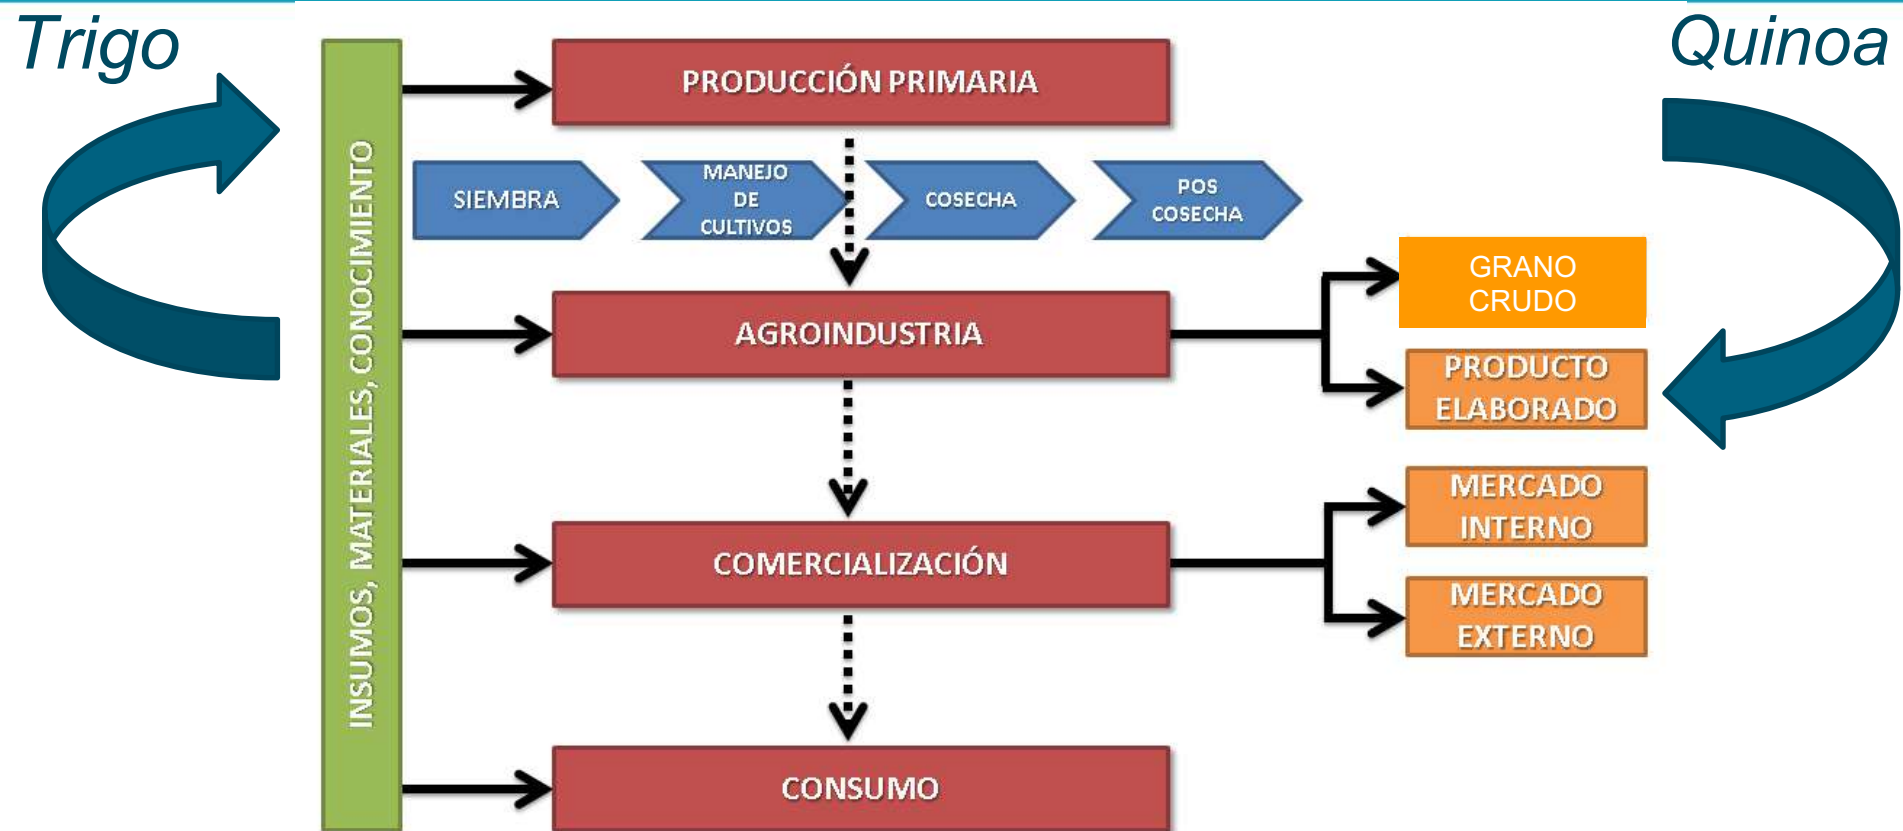 Trigo
Quinoa
INSUMOS, MATERIALES, CONOCIMIENTO
PRODUCCIÓN PRIMARIA
SIEMBRA
MANEJO
DE
CULTIVOS
COSECHA
POS
COSECHA
AGROINDUSTRIA
GRANO
CRUDO
PRODUCTO
ELABORADO
COMERCIALIZACIÓN
MERCADO
INTERNO
MERCADO
EXTERNO
CONSUMO